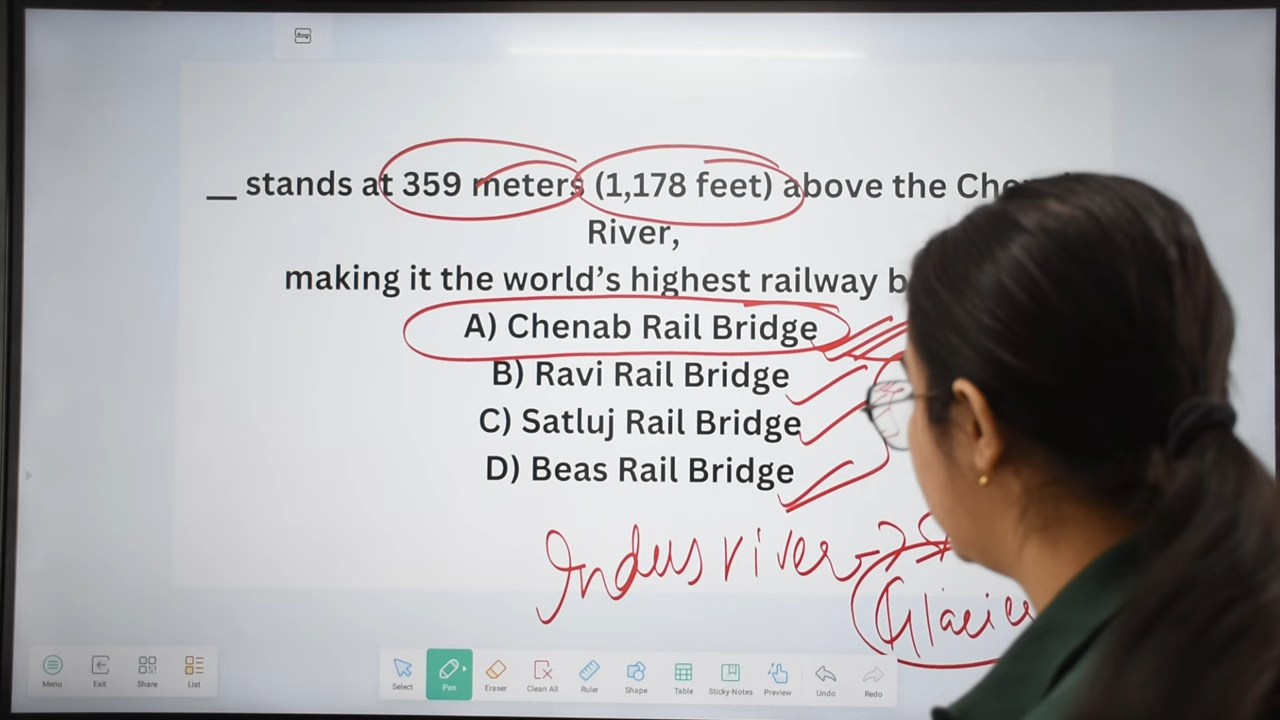 __ stands at 359 meters (1,178 feet) above the
River,
making it the world's highest railway
A) Chenab Rail Bridge
B) Ravi Rail Bridge
C) Satluj Rail Bridge
D) Beas Rail Bridge
Indus river -
Menu Exit Share List Select Pen Eraser Clean All Ruler Shape Table Sticky-Notes Preview Undo Redo